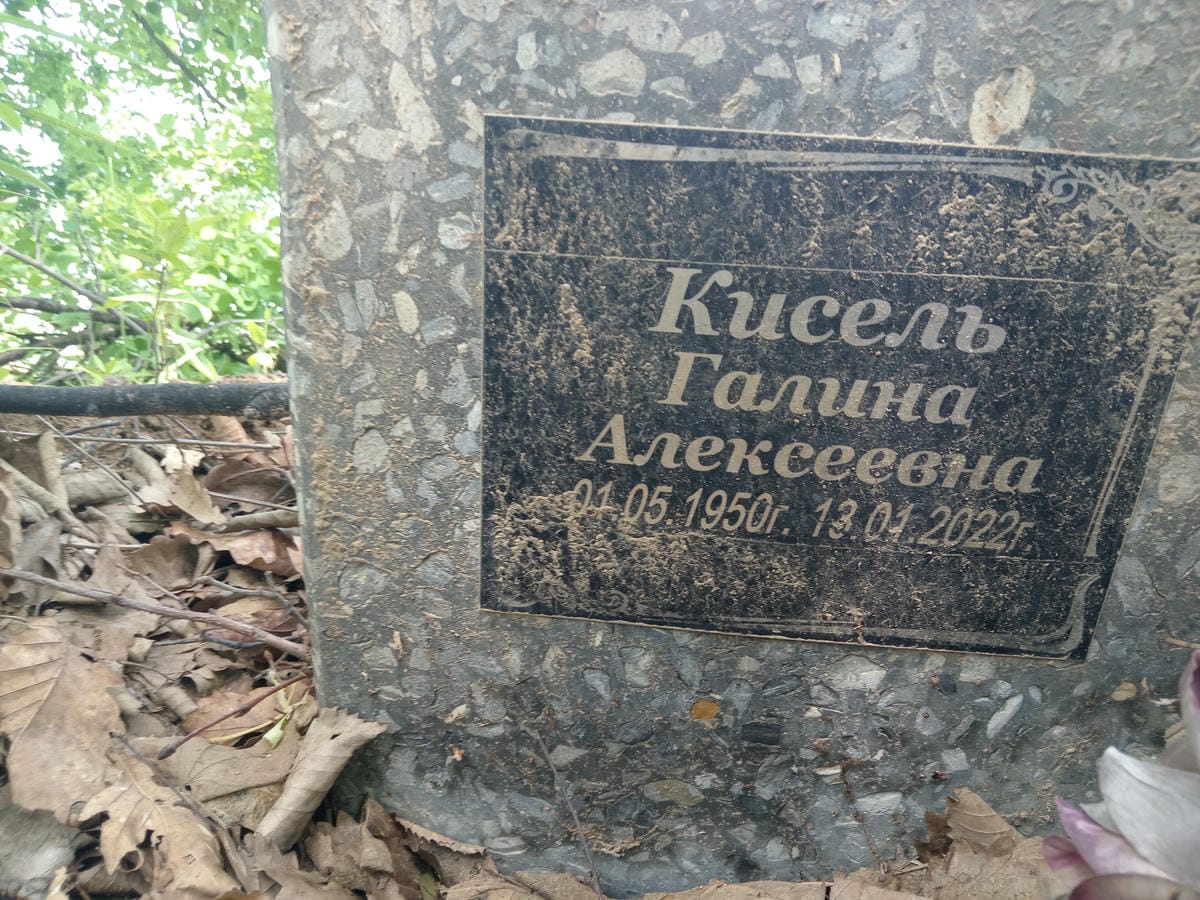 Кисель
Галина
Алексеевна
01.05.1950г. 13.01.2022г.